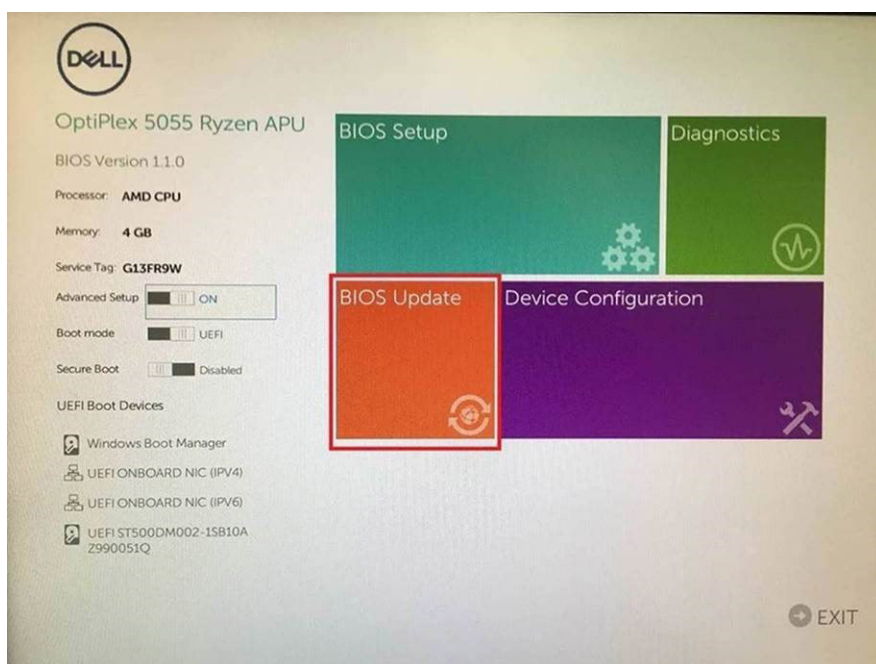 DELL
OptiPlex 5055 Ryzen APU
BIOS Version 1.1.0
Processor: AMD CPU
Memory: 4 GB
Service Tag: G13FR9W
Advanced Setup ON
Boot mode UEFI
Secure Boot Disabled
UEFI Boot Devices
Windows Boot Manager
UEFI ONBOARD NIC (IPV4)
UEFI ONBOARD NIC (IPV6)
UEFI ST500DM002-1SB10A
Z990051Q
BIOS Setup
Diagnostics
BIOS Update
Device Configuration
EXIT